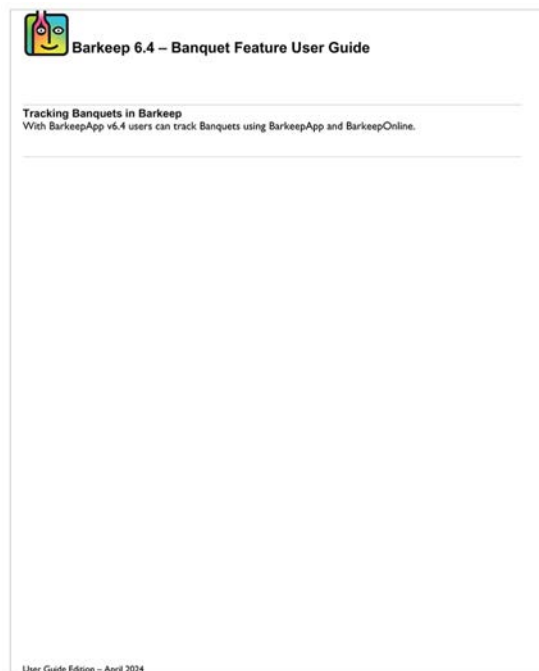 Barkeep 6.4 – Banquet Feature User Guide
Tracking Banquets in Barkeep
With BarkeepApp v6.4 users can track Banquets using BarkeepApp and BarkeepOnline.
User Guide Edition – April 2024